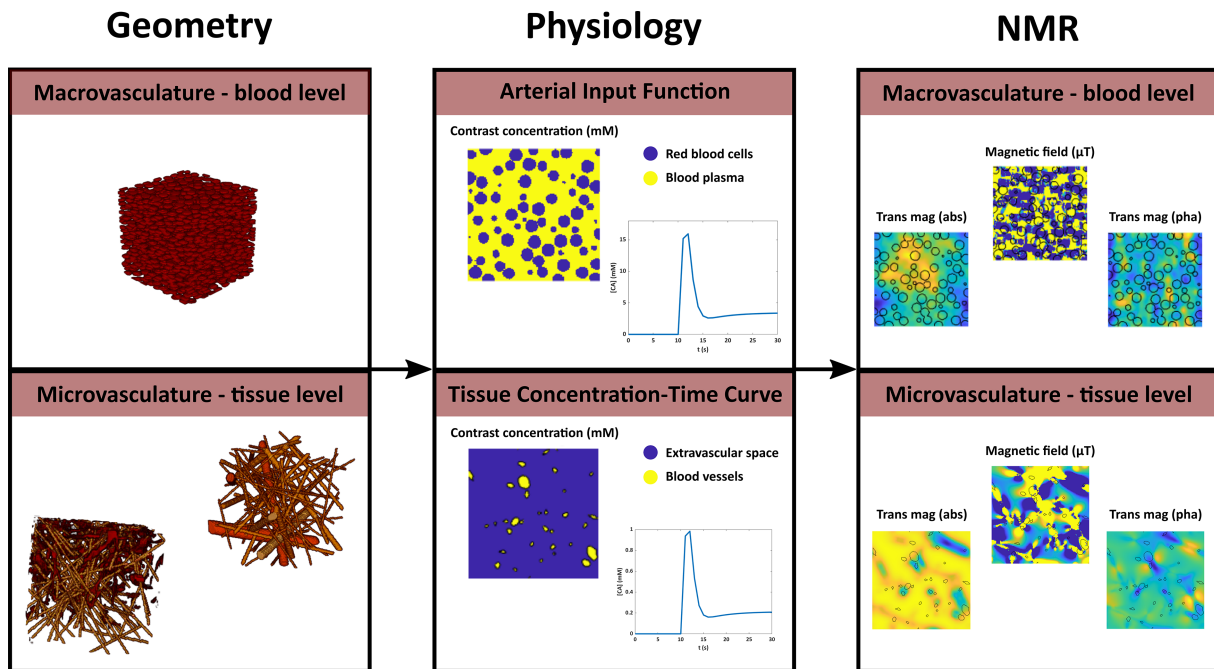 Geometry
Physiology
NMR
Macrovasculature - blood level
Arterial Input Function
Contrast concentration (mM)
Red blood cells
Blood plasma
15
10
5
0
[CA] (mM)
0 5 10 15 20 25 30
t (s)
Macrovasculature - blood level
Magnetic field (µT)
Trans mag (abs)
Trans mag (pha)
Microvasculature - tissue level
Tissue Concentration-Time Curve
Contrast concentration (mM)
Extravascular space
Blood vessels
1
0.8
0.6
0.4
0.2
0
[CA] (mM)
0 5 10 15 20 25 30
t (s)
Microvasculature - tissue level
Magnetic field (µT)
Trans mag (abs)
Trans mag (pha)